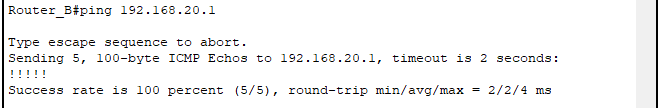 Router_B#ping 192.168.20.1
Type escape sequence to abort.
Sending 5, 100-byte ICMP Echos to 192.168.20.1, timeout is 2 seconds:
!!!!!
Success rate is 100 percent (5/5), round-trip min/avg/max = 2/2/4 ms